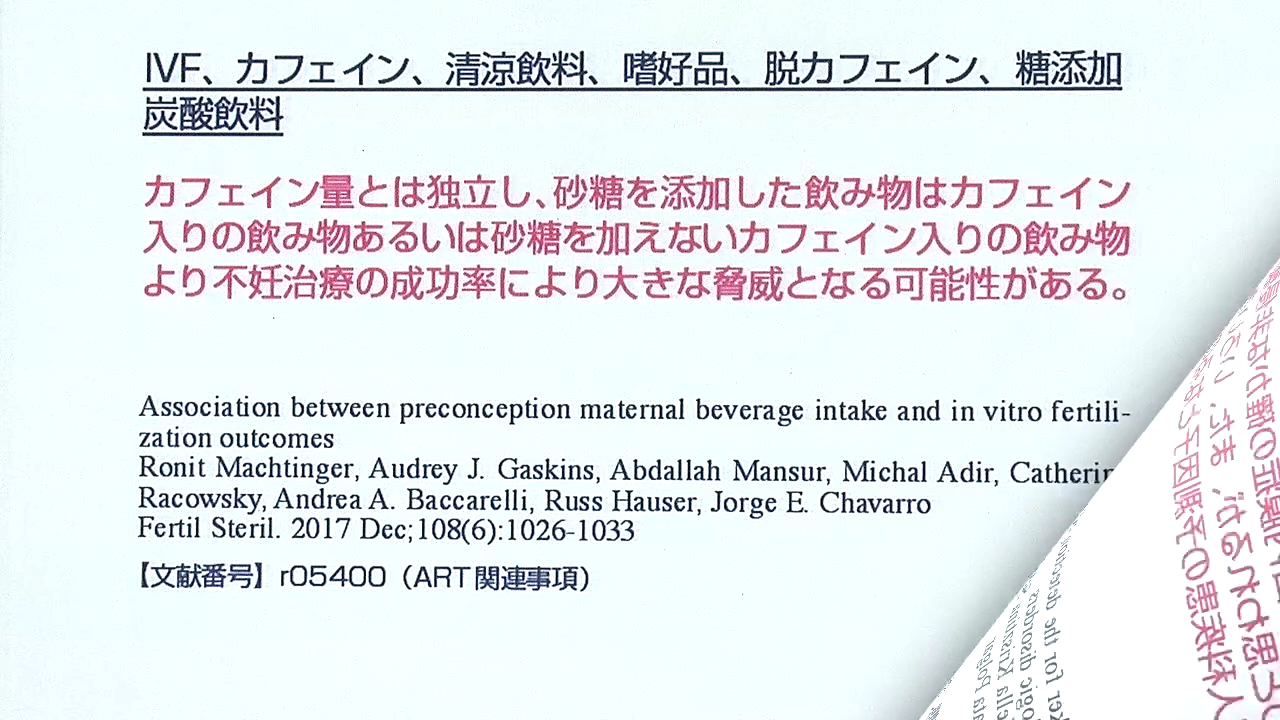 IVF、カフェイン、清涼飲料、嗜好品、脱カフェイン、糖添加
炭酸飲料
カフェイン量とは独立し、砂糖を添加した飲み物はカフェイン
入りの飲み物あるいは砂糖を加えないカフェイン入りの飲み物
より不妊治療の成功率により大きな脅威となる可能性がある。
Association between preconception maternal beverage intake and in vitro fertili-
zation outcomes
Ronit Machtinger, Audrey J. Gaskins, Abdallah Mansur, Michal Adir,
Racowsky, Andrea A. Baccarelli, Russ Hauser, Jorge E. Chavarro
Fertil Steril. 2017 Dec;108(6):1026-1033
【文献番号】r05400（ART関連事項）